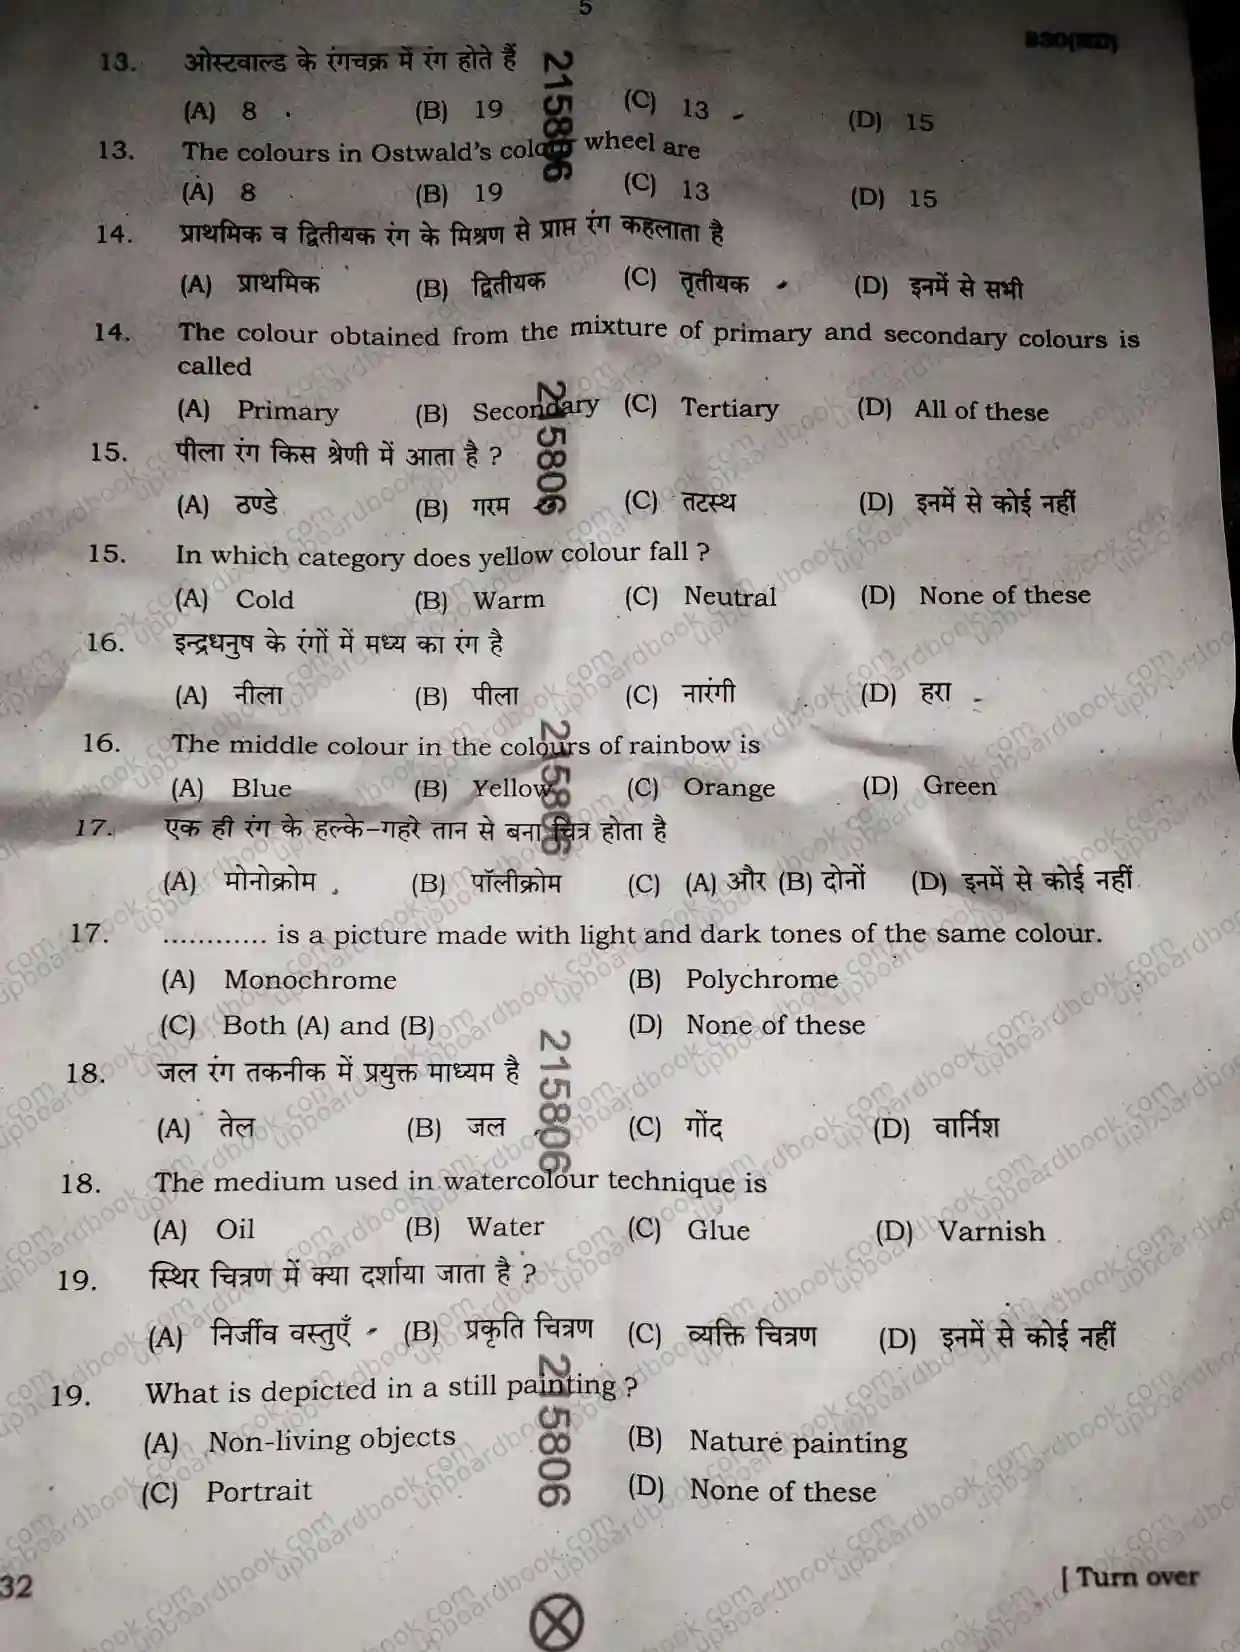 5
13. ओस्टवाल्ड के रंगचक्र में रंग होते हैं
(A) 8 (B) 19 (C) 13 (D) 15
13. The colours in Ostwald's colour wheel are
(A) 8 (B) 19 (C) 13 (D) 15
14. प्राथमिक व द्वितीयक रंग के मिश्रण से प्राप्त रंग कहलाता है
(A) प्राथमिक (B) द्वितीयक (C) तृतीयक (D) इनमें से सभी
14. The colour obtained from the mixture of primary and secondary colours is
called
(A) Primary (B) Secondary (C) Tertiary (D) All of these
15. पीला रंग किस श्रेणी में आता है ?
(A) ठण्डे (B) गरम (C) तटस्थ (D) इनमें से कोई नहीं
15. In which category does yellow colour fall ?
(A) Cold (B) Warm (C) Neutral (D) None of these
16. इन्द्रधनुष के रंगों में मध्य का रंग है
(A) नीला (B) पीला (C) नारंगी (D) हरा
16. The middle colour in the colours of rainbow is
(A) Blue (B) Yellow (C) Orange (D) Green
17. एक ही रंग के हल्के-गहरे तान से बना चित्र होता है
(A) मोनोक्रोम (B) पॉलीक्रोम (C) (A) और (B) दोनों (D) इनमें से कोई नहीं
17. ............ is a picture made with light and dark tones of the same colour.
(A) Monochrome (B) Polychrome
(C) Both (A) and (B) (D) None of these
18. जल रंग तकनीक में प्रयुक्त माध्यम है
(A) तेल (B) जल (C) गोंद (D) वार्निश
18. The medium used in watercolour technique is
(A) Oil (B) Water (C) Glue (D) Varnish
19. स्थिर चित्रण में क्या दर्शाया जाता है ?
(A) निर्जीव वस्तुएँ (B) प्रकृति चित्रण (C) व्यक्ति चित्रण (D) इनमें से कोई नहीं
19. What is depicted in a still painting ?
(A) Non-living objects (B) Nature painting
(C) Portrait (D) None of these
32 [ Turn over
215806
215806
215806
215806
215806
upboardbook.com